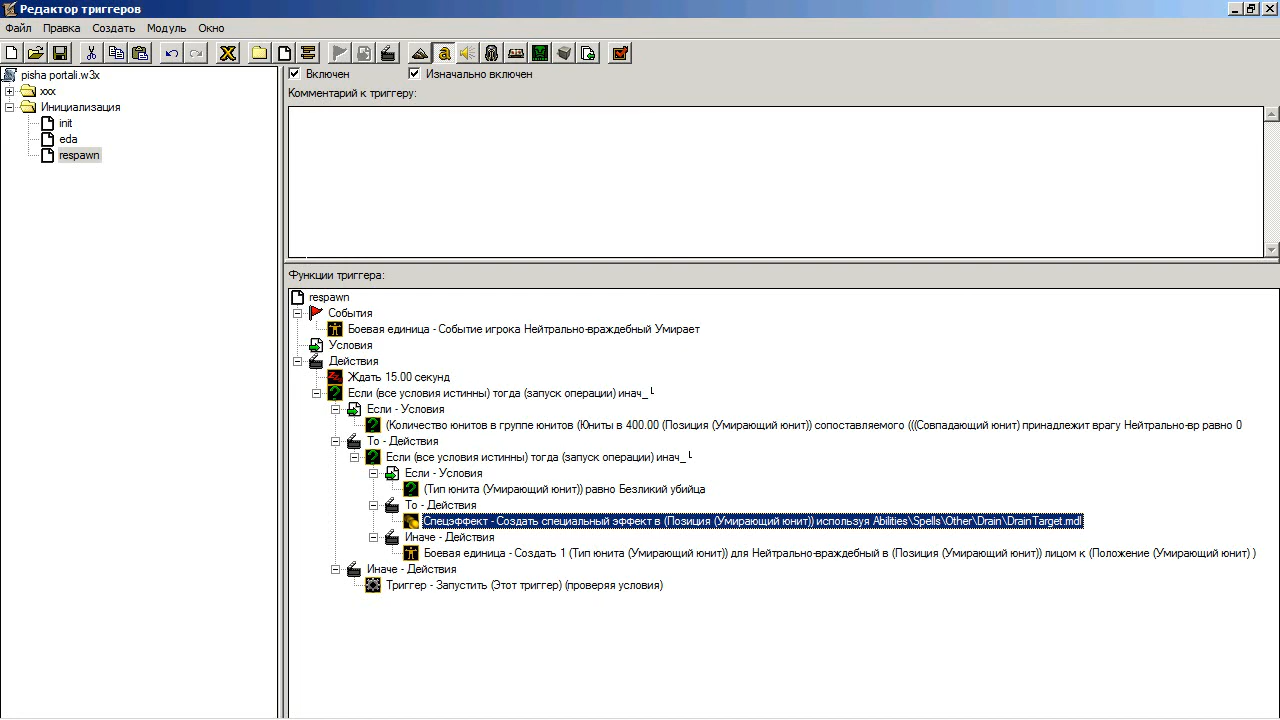 Редактор триггеров
Файл Правка Создать Модуль Окно
pisha portali.w3x
xxx
Инициализация
init
eda
respawn
Включен
Изначально включен
Комментарий к триггеру:
Функции триггера:
respawn
События
Боевая единица - Событие игрока Нейтрально-враждебный Умирает
Условия
Действия
Ждать 15.00 секунд
Если (все условия истинны) тогда (запуск операции) инач_└
Если - Условия
(Количество юнитов в группе юнитов (Юниты в 400.00 (Позиция (Умирающий юнит)) сопоставляемого (((Совпадающий юнит) принадлежит врагу Нейтрально-вр равно 0
То - Действия
Если (все условия истинны) тогда (запуск операции) инач_└
Если - Условия
(Тип юнита (Умирающий юнит)) равно Безликий убийца
То - Действия
Спецэффект - Создать специальный эффект в (Позиция (Умирающий юнит)) используя Abilities\Spells\Other\Drain\DrainTarget.mdl
Иначе - Действия
Боевая единица - Создать 1 (Тип юнита (Умирающий юнит)) для Нейтрально-враждебный в (Позиция (Умирающий юнит)) лицом к (Положение (Умирающий юнит) )
Иначе - Действия
Триггер - Запустить (Этот триггер) (проверяя условия)